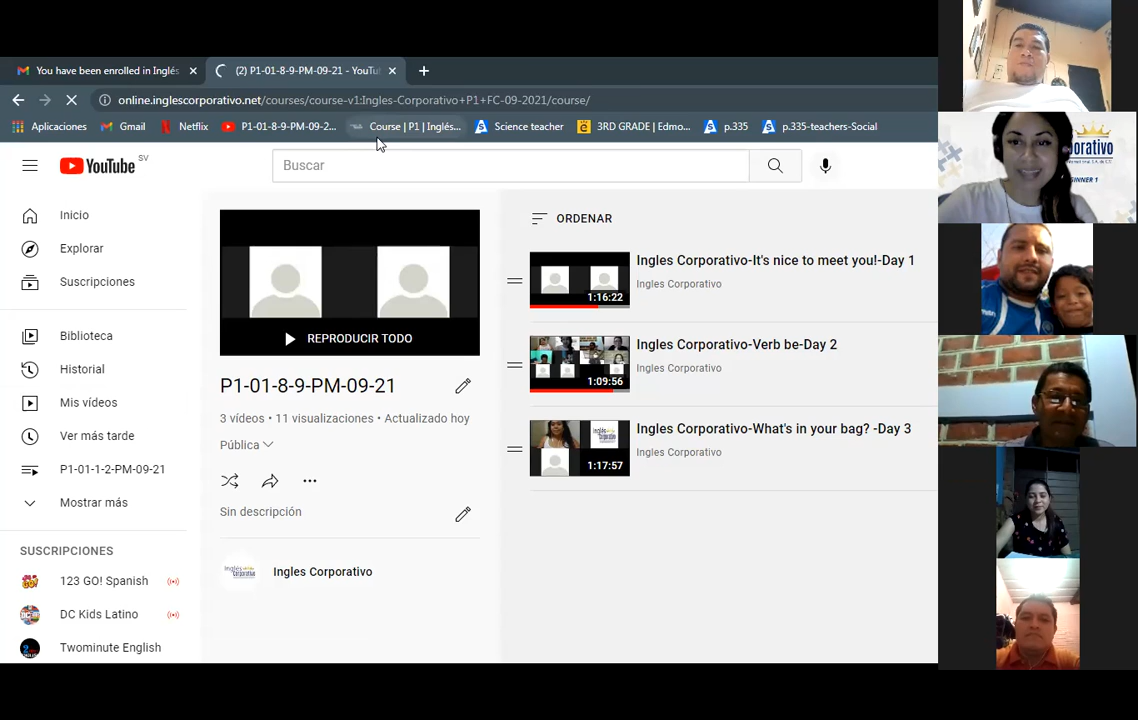 You have been enrolled in Inglés
(2) P1-01-8-9-PM-09-21 - YouTu
online.inglescorporativo.net/courses/course-v1:Ingles-Corporativo+P1+FC-09-2021/course/
Aplicaciones
Gmail
Netflix
P1-01-8-9-PM-09-2...
Course | P1 | Inglés...
Science teacher
3RD GRADE | Edmo...
p.335
p.335-teachers-Social
YouTube SV
Buscar
Inicio
Explorar
Suscripciones
Biblioteca
Historial
Mis vídeos
Ver más tarde
P1-01-1-2-PM-09-21
Mostrar más
SUSCRIPCIONES
123 GO! Spanish
DC Kids Latino
Twominute English
REPRODUCIR TODO
P1-01-8-9-PM-09-21
3 vídeos • 11 visualizaciones • Actualizado hoy
Pública
Sin descripción
Ingles Corporativo
ORDENAR
Ingles Corporativo-It's nice to meet you!-Day 1
Ingles Corporativo
1:16:22
Ingles Corporativo-Verb be-Day 2
Ingles Corporativo
1:09:56
Ingles Corporativo-What's in your bag? -Day 3
Ingles Corporativo
1:17:57